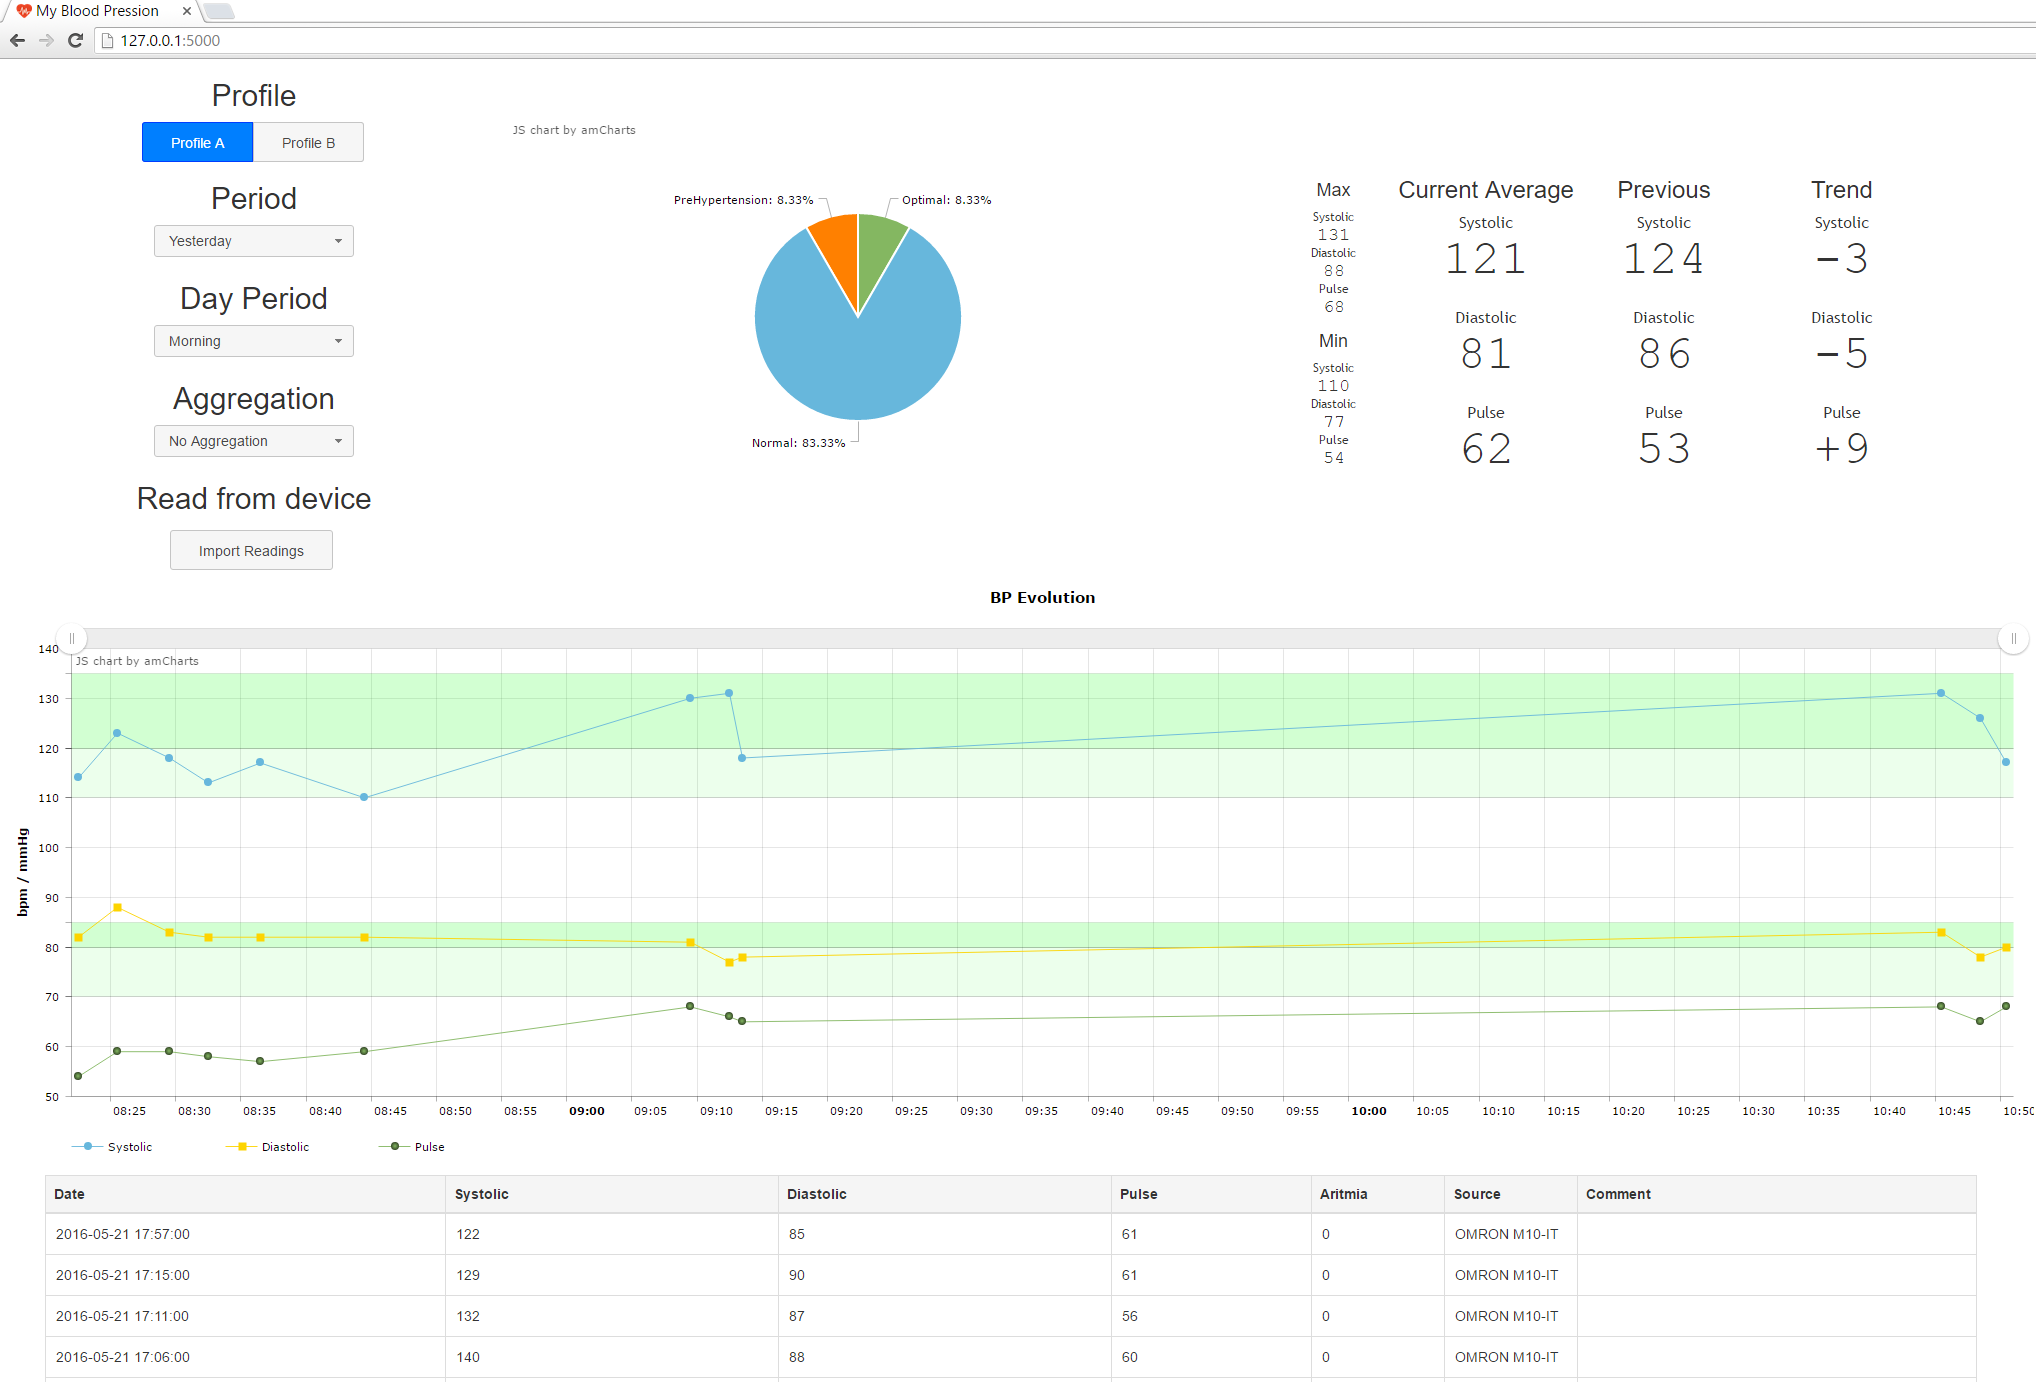 My Blood Pression
127.0.0.1:5000
Profile
Profile A
Profile B
Period
Yesterday
Day Period
Morning
Aggregation
No Aggregation
Read from device
Import Readings
JS chart by amCharts
PreHypertension: 8.33%
Optimal: 8.33%
Normal: 83.33%
Max
Systolic
131
Diastolic
88
Pulse
68
Min
Systolic
110
Diastolic
77
Pulse
54
Current Average
Systolic
121
Diastolic
81
Pulse
62
Previous
Systolic
124
Diastolic
86
Pulse
53
Trend
Systolic
-3
Diastolic
-5
Pulse
+9
BP Evolution
JS chart by amCharts
bpm / mmHg
140
130
120
110
100
90
80
70
60
50
08:25 08:30 08:35 08:40 08:45 08:50 08:55 09:00 09:05 09:10 09:15 09:20 09:25 09:30 09:35 09:40 09:45 09:50 09:55 10:00 10:05 10:10 10:15 10:20 10:25 10:30 10:35 10:40 10:45 10:50
Systolic Diastolic Pulse
Date Systolic Diastolic Pulse Aritmia Source Comment
2016-05-21 17:57:00 122 85 61 0 OMRON M10-IT
2016-05-21 17:15:00 129 90 61 0 OMRON M10-IT
2016-05-21 17:11:00 132 87 56 0 OMRON M10-IT
2016-05-21 17:06:00 140 88 60 0 OMRON M10-IT